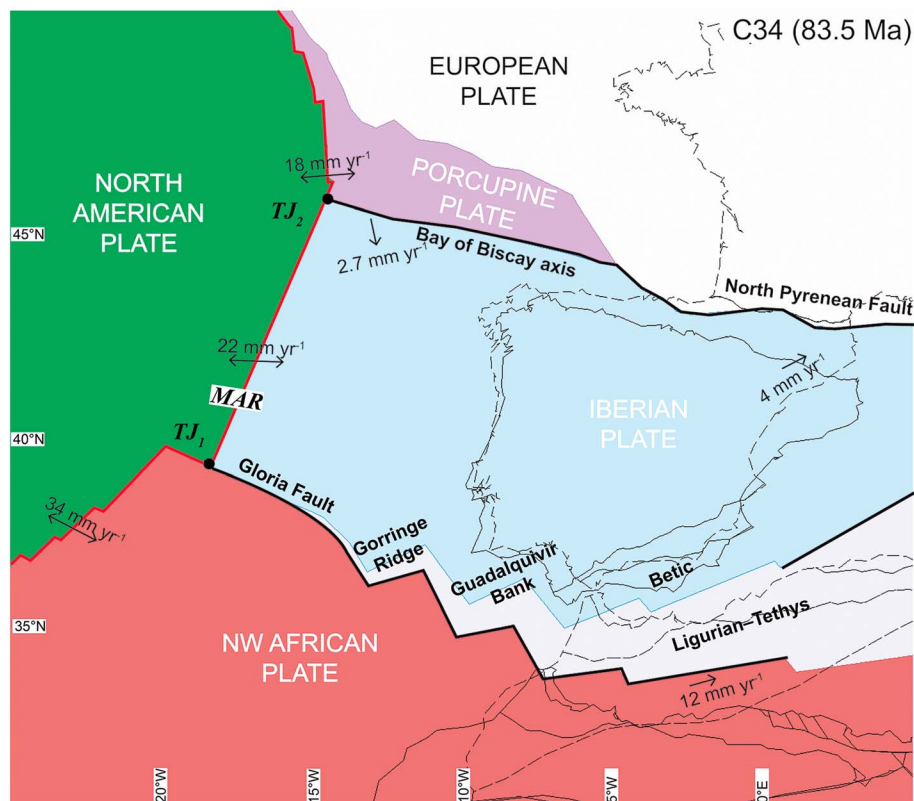 C34 (83.5 Ma)
EUROPEAN
PLATE
18 mm yr-1
PORCUPINE
PLATE
NORTH
AMERICAN
PLATE
TJ2
45°N
Bay of Biscay axis
2.7 mm yr-1
North Pyrenean Fault
22 mm yr-1
4 mm yr-1
MAR
IBERIAN
PLATE
TJ1
40°N
Gloria Fault
34 mm yr-1
Gorringe
Ridge
Guadalquivir
Bank
Betic
35°N
Ligurian–Tethys
NW AFRICAN
PLATE
12 mm yr-1
20°W
15°W
10°W
5°W
0°E